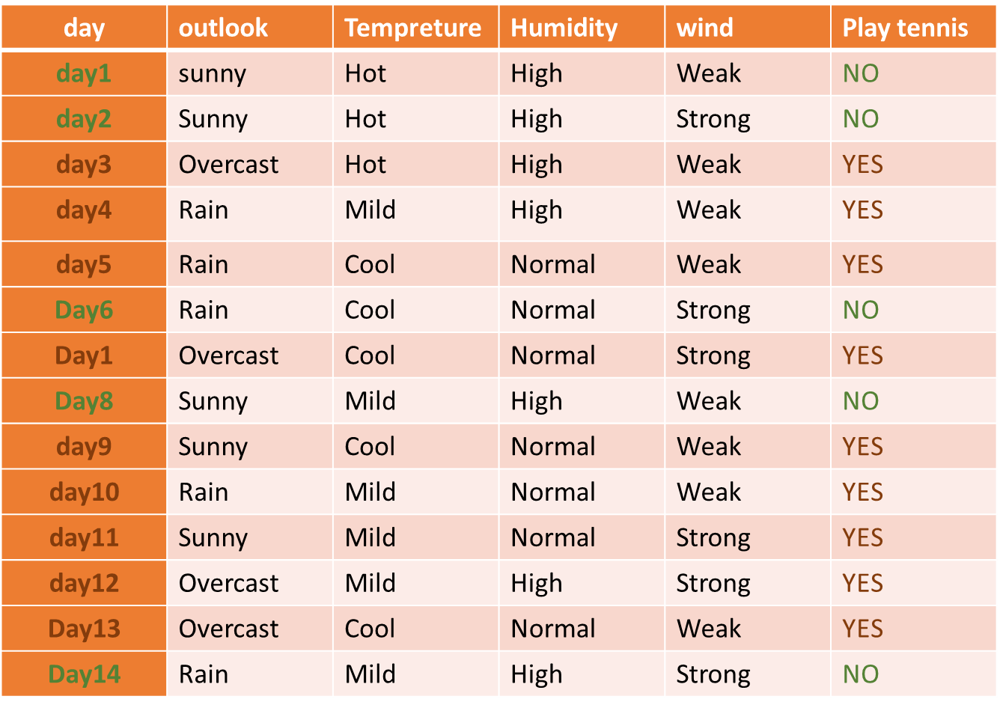 day outlook Tempreture Humidity wind Play tennis
day1 sunny Hot High Weak NO
day2 Sunny Hot High Strong NO
day3 Overcast Hot High Weak YES
day4 Rain Mild High Weak YES
day5 Rain Cool Normal Weak YES
Day6 Rain Cool Normal Strong NO
Day1 Overcast Cool Normal Strong YES
Day8 Sunny Mild High Weak NO
day9 Sunny Cool Normal Weak YES
day10 Rain Mild Normal Weak YES
day11 Sunny Mild Normal Strong YES
day12 Overcast Mild High Strong YES
Day13 Overcast Cool Normal Weak YES
Day14 Rain Mild High Strong NO